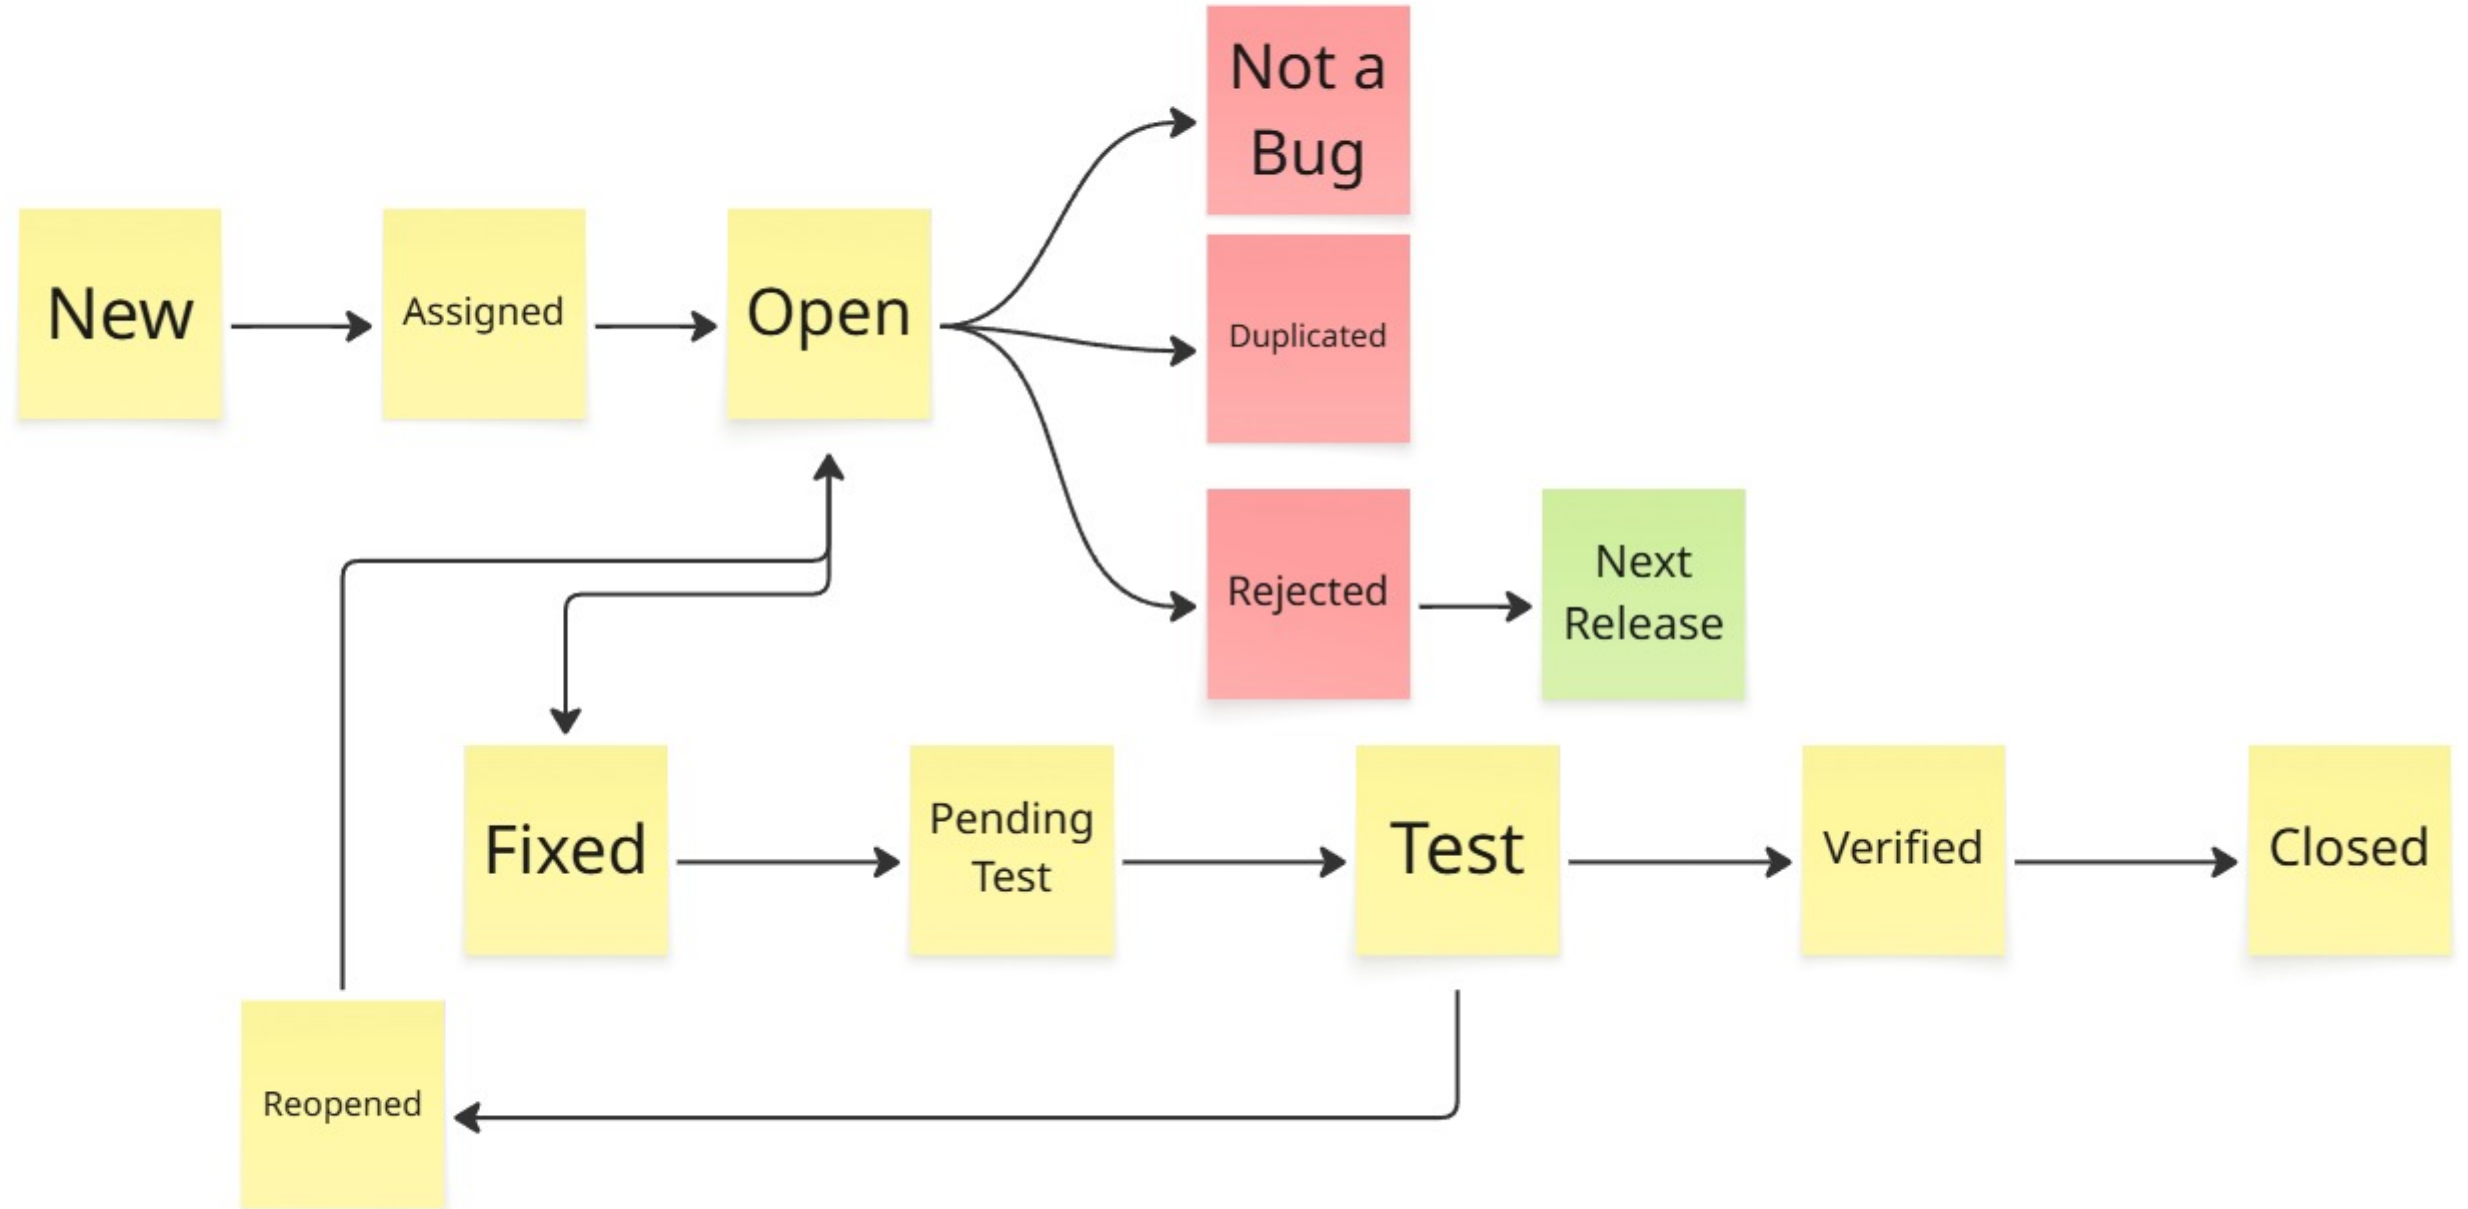 Not a
Bug
New
Assigned
Open
Duplicated
Rejected
Next
Release
Fixed
Pending
Test
Test
Verified
Closed
Reopened